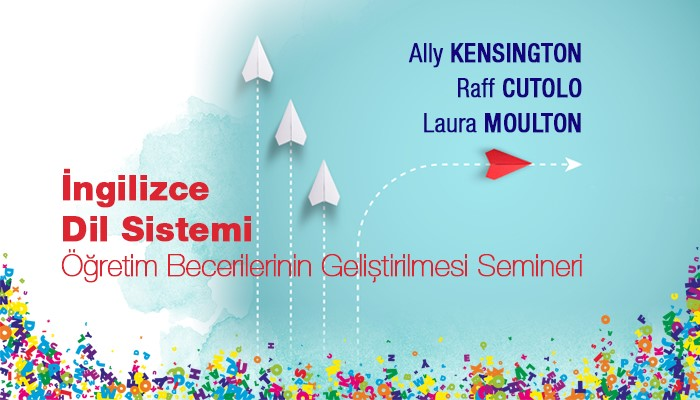 Ally KENSINGTON
Raff CUTOLO
Laura MOULTON
İngilizce
Dil Sistemi
Öğretim Becerilerinin Geliştirilmesi Semineri